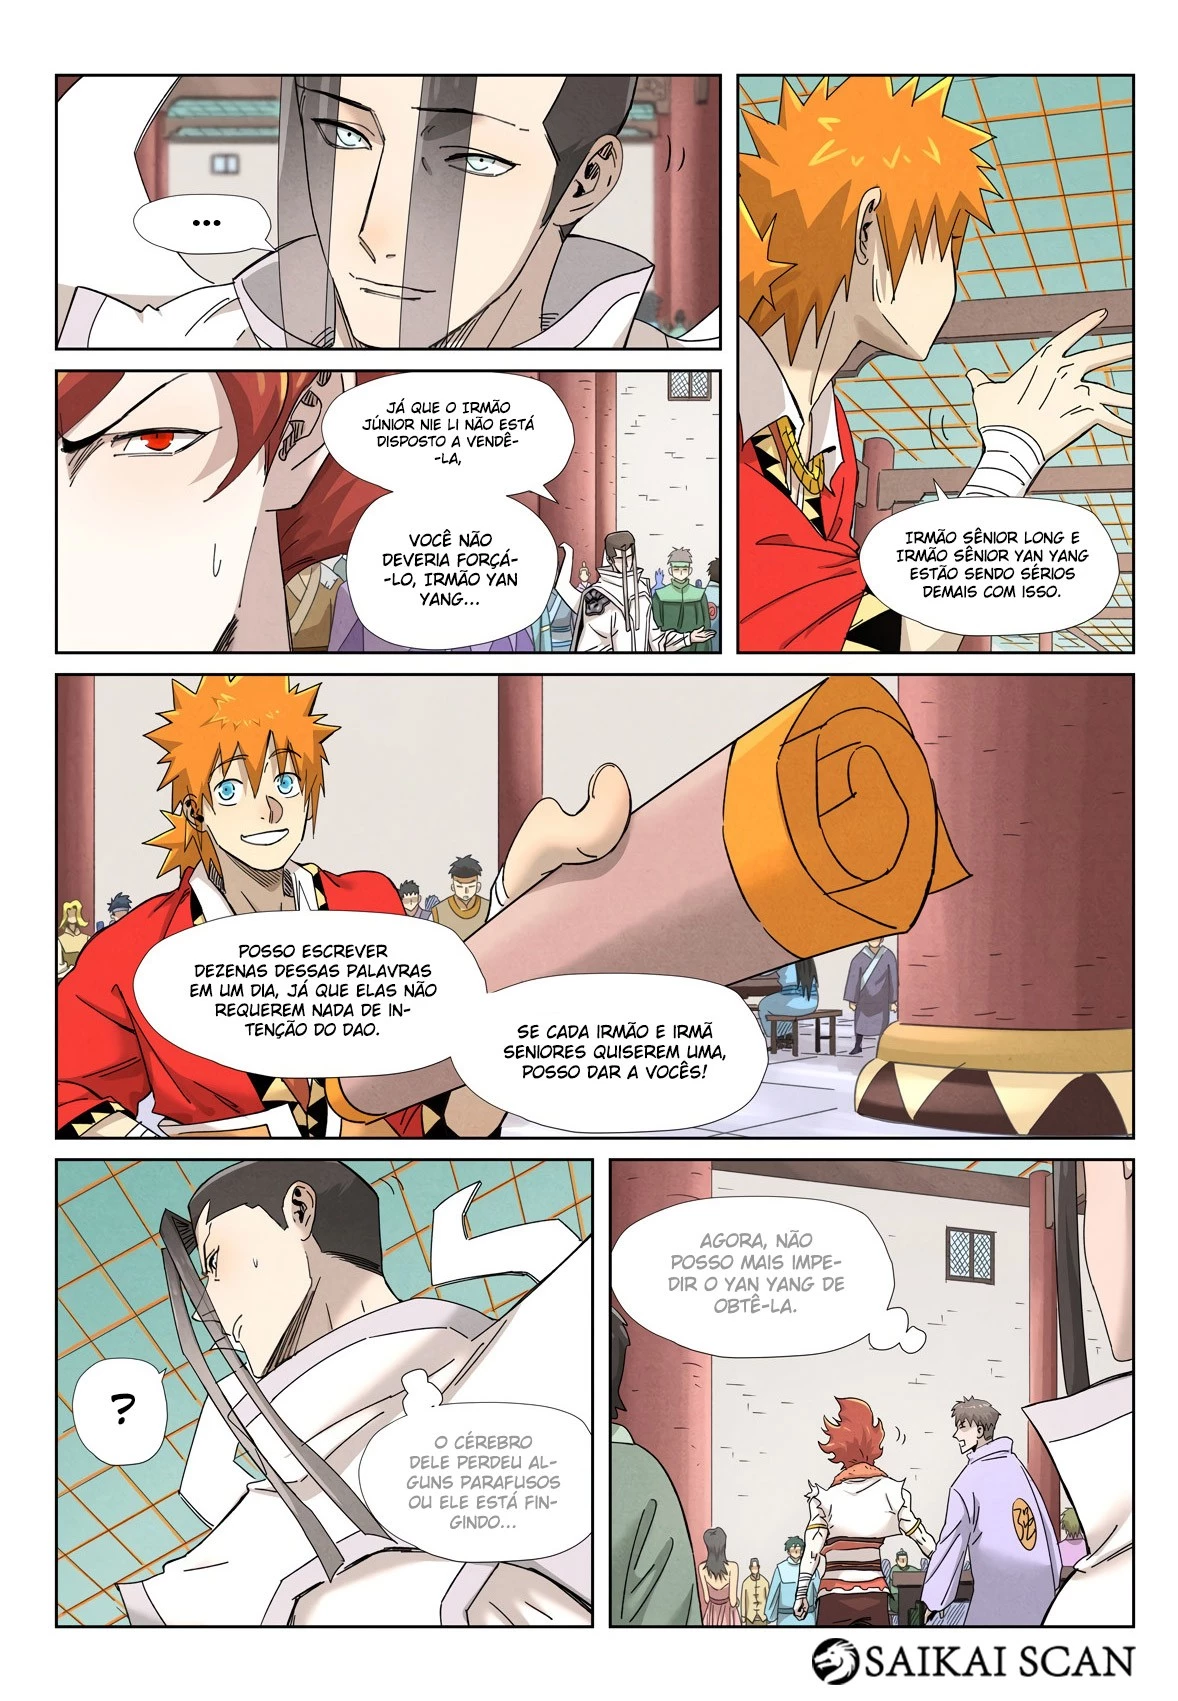 ...
JÁ QUE O IRMÃO
JÚNIOR NIE LI NÃO ESTÁ
DISPOSTO A VENDÊ-
-LA,
VOCÊ NÃO
DEVERIA FORÇÁ-
-LO, IRMÃO YAN
YANG...
IRMÃO SÊNIOR LONG E
IRMÃO SÊNIOR YAN YANG
ESTÃO SENDO SÉRIOS
DEMAIS COM ISSO.
POSSO ESCREVER
DEZENAS DESSAS PALAVRAS
EM UM DIA, JÁ QUE ELAS NÃO
REQUEREM NADA DE IN-
TENÇÃO DO DAO.
SE CADA IRMÃO E IRMÃ
SENIORES QUISEREM UMA,
POSSO DAR A VOCÊS!
?
O CÉREBRO
DELE PERDEU AL-
GUNS PARAFUSOS
OU ELE ESTÁ FIN-
GINDO...
AGORA, NÃO
POSSO MAIS IMPE-
DIR O YAN YANG DE
OBTÊ-LA.
SAIKAI SCAN